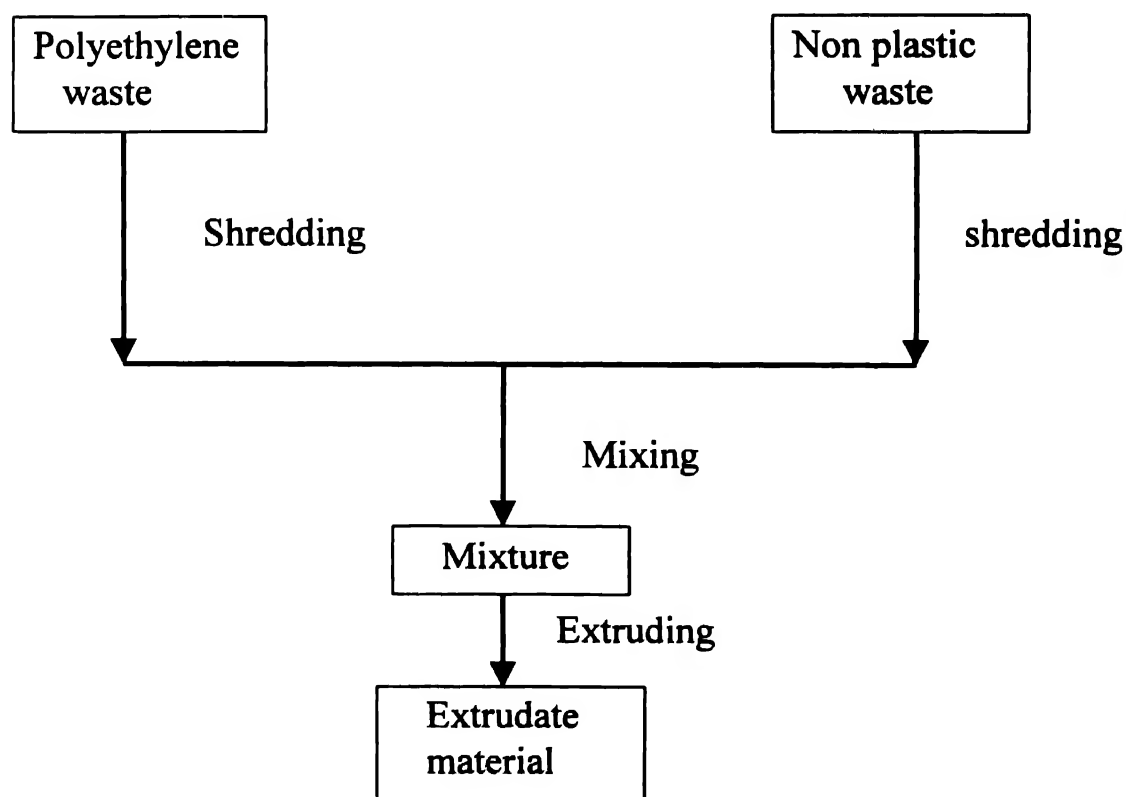 Polyethylene
waste
Non plastic
waste
Shredding
shredding
Mixing
Mixture
Extruding
Extrudate
material